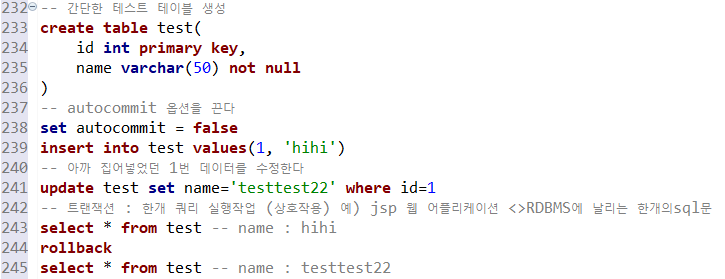 232 -- 간단한 테스트 테이블 생성
233 create table test(
234     id int primary key,
235     name varchar(50) not null
236 )
237 -- autocommit 옵션을 끈다
238 set autocommit = false
239 insert into test values(1, 'hihi')
240 -- 아까 집어넣었던 1번 데이터를 수정한다
241 update test set name='testtest22' where id=1
242 -- 트랜잭션 : 한개 쿼리 실행작업 (상호작용) 예) jsp 웹 어플리케이션 <>RDBMS에 날리는 한개의sql문
243 select * from test -- name : hihi
244 rollback
245 select * from test -- name : testtest22